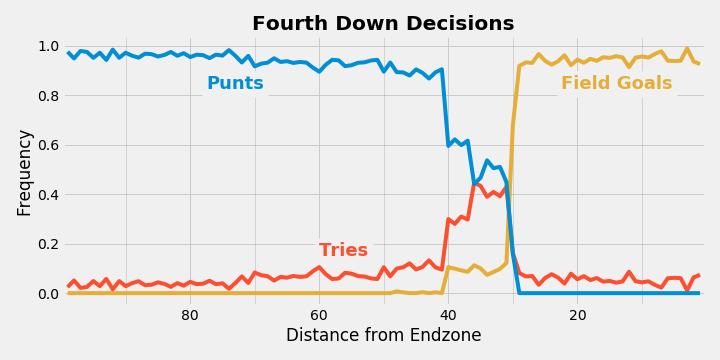 Fourth Down Decisions
1.0
0.8
0.6
0.4
0.2
0.0
Frequency
Punts
Field Goals
Tries
80
60
40
20
Distance from Endzone